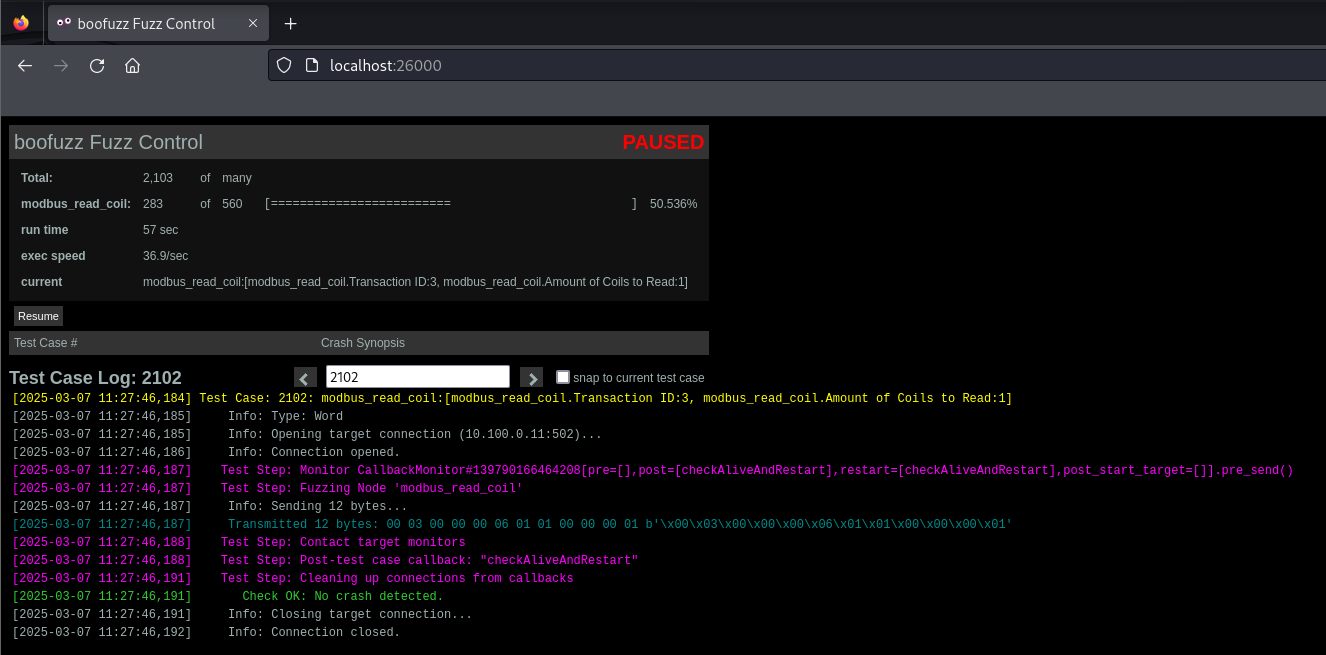 boofuzz Fuzz Control
localhost:26000
boofuzz Fuzz Control PAUSED
Total: 2,103 of many
modbus_read_coil: 283 of 560 [========================= ] 50.536%
run time 57 sec
exec speed 36.9/sec
current modbus_read_coil:[modbus_read_coil.Transaction ID:3, modbus_read_coil.Amount of Coils to Read:1]
Resume
Test Case # Crash Synopsis
Test Case Log: 2102 2102 snap to current test case
[2025-03-07 11:27:46,184] Test Case: 2102: modbus_read_coil:[modbus_read_coil.Transaction ID:3, modbus_read_coil.Amount of Coils to Read:1]
[2025-03-07 11:27:46,185] Info: Type: Word
[2025-03-07 11:27:46,185] Info: Opening target connection (10.100.0.11:502)...
[2025-03-07 11:27:46,186] Info: Connection opened.
[2025-03-07 11:27:46,187] Test Step: Monitor CallbackMonitor#139790166464208[pre=[],post=[checkAliveAndRestart],restart=[checkAliveAndRestart],post_start_target=[]].pre_send()
[2025-03-07 11:27:46,187] Test Step: Fuzzing Node 'modbus_read_coil'
[2025-03-07 11:27:46,187] Info: Sending 12 bytes...
[2025-03-07 11:27:46,187] Transmitted 12 bytes: 00 03 00 00 00 06 01 01 00 00 00 01 b'\x00\x03\x00\x00\x00\x06\x01\x01\x00\x00\x00\x01'
[2025-03-07 11:27:46,188] Test Step: Contact target monitors
[2025-03-07 11:27:46,188] Test Step: Post-test case callback: "checkAliveAndRestart"
[2025-03-07 11:27:46,191] Test Step: Cleaning up connections from callbacks
[2025-03-07 11:27:46,191] Check OK: No crash detected.
[2025-03-07 11:27:46,191] Info: Closing target connection...
[2025-03-07 11:27:46,192] Info: Connection closed.